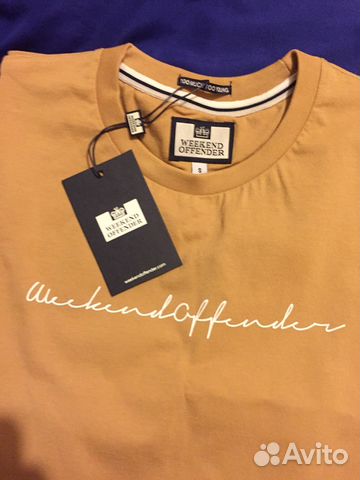 TOO MUCH TOO YOUNG.
WEEKEND
OFFENDER
S
WEEKEND
OFFENDER
weekendoffender.com
WeekendOffender
Avito